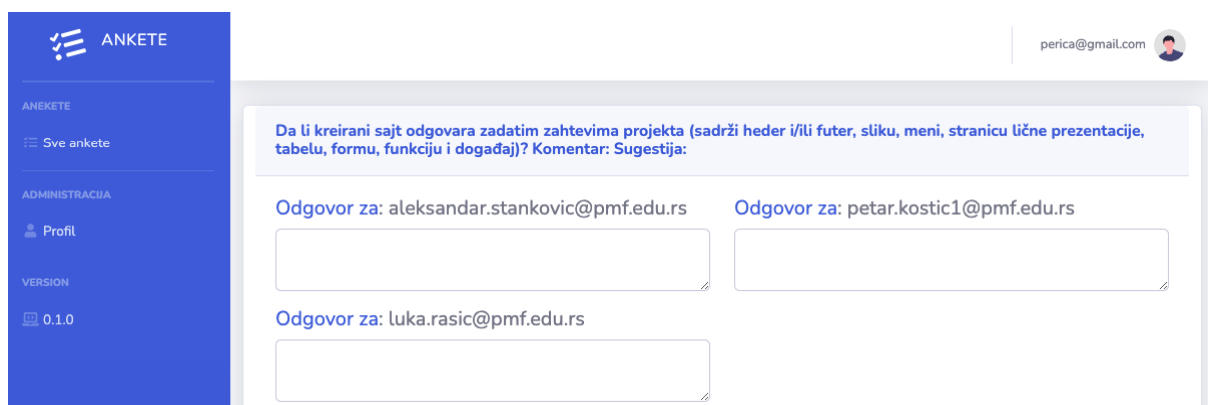 ANKETE
perica@gmail.com
ANEKETE
Sve ankete
ADMINISTRACIJA
Profil
VERSION
0.1.0
Da li kreirani sajt odgovara zadatim zahtevima projekta (sadrži heder i/ili futer, sliku, meni, stranicu lične prezentacije,
tabelu, formu, funkciju i događaj)? Komentar: Sugestija:
Odgovor za: aleksandar.stankovic@pmf.edu.rs
Odgovor za: petar.kostic1@pmf.edu.rs
Odgovor za: luka.rasic@pmf.edu.rs